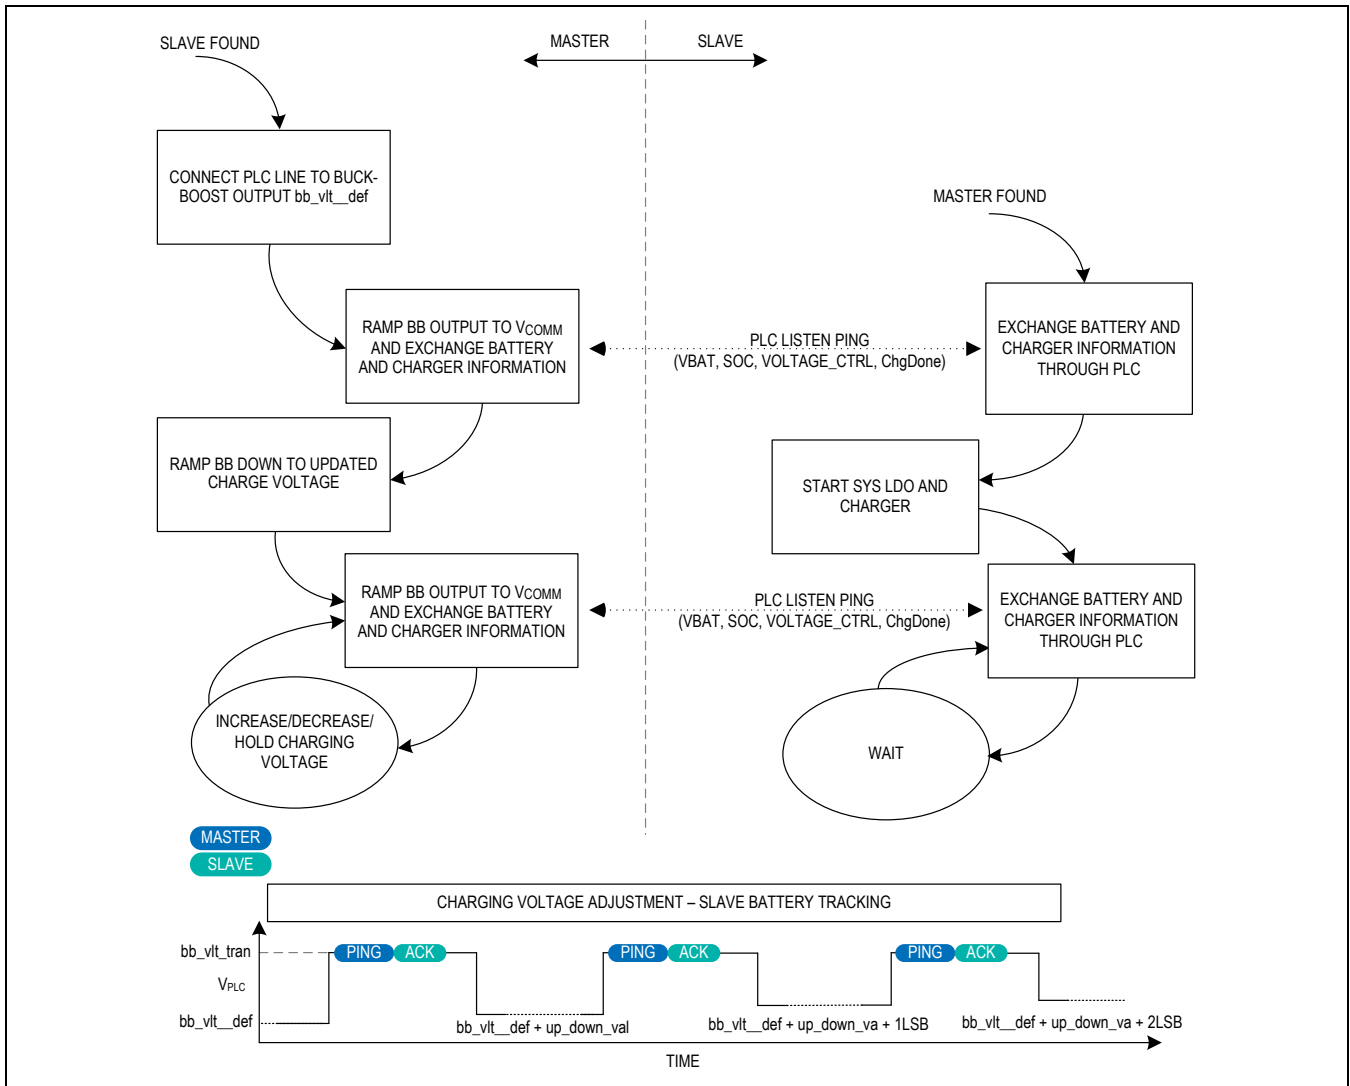 SLAVE FOUND
MASTER
SLAVE
CONNECT PLC LINE TO BUCK-
BOOST OUTPUT bb_vlt__def
MASTER FOUND
RAMP BB OUTPUT TO VCOMM
AND EXCHANGE BATTERY
AND CHARGER INFORMATION
PLC LISTEN PING
(VBAT, SOC, VOLTAGE_CTRL, ChgDone)
EXCHANGE BATTERY AND
CHARGER INFORMATION
THROUGH PLC
RAMP BB DOWN TO UPDATED
CHARGE VOLTAGE
START SYS LDO AND
CHARGER
RAMP BB OUTPUT TO VCOMM
AND EXCHANGE BATTERY
AND CHARGER INFORMATION
PLC LISTEN PING
(VBAT, SOC, VOLTAGE_CTRL, ChgDone)
EXCHANGE BATTERY AND
CHARGER INFORMATION
THROUGH PLC
INCREASE/DECREASE/
HOLD CHARGING
VOLTAGE
WAIT
MASTER
SLAVE
CHARGING VOLTAGE ADJUSTMENT – SLAVE BATTERY TRACKING
bb_vlt_tran
PING ACK
PING ACK
PING ACK
VPLC
bb_vlt__def
bb_vlt__def + up_down_val
bb_vlt__def + up_down_va + 1LSB
bb_vlt__def + up_down_va + 2LSB
TIME